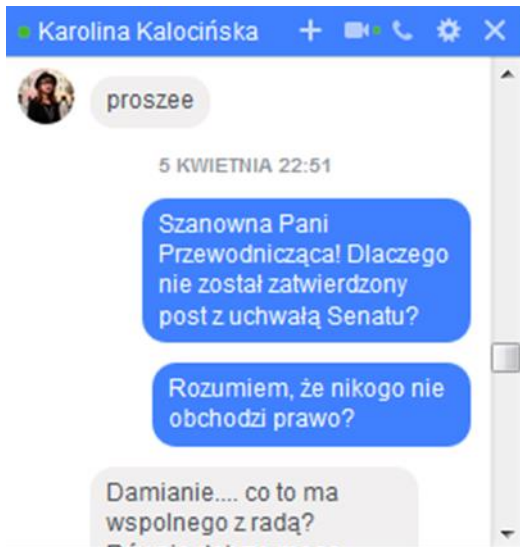 Karolina Kalocińska
proszee
5 KWIETNIA 22:51
Szanowna Pani
Przewodnicząca! Dlaczego
nie został zatwierdzony
post z uchwałą Senatu?
Rozumiem, że nikogo nie
obchodzi prawo?
Damianie.... co to ma
wspolnego z radą?